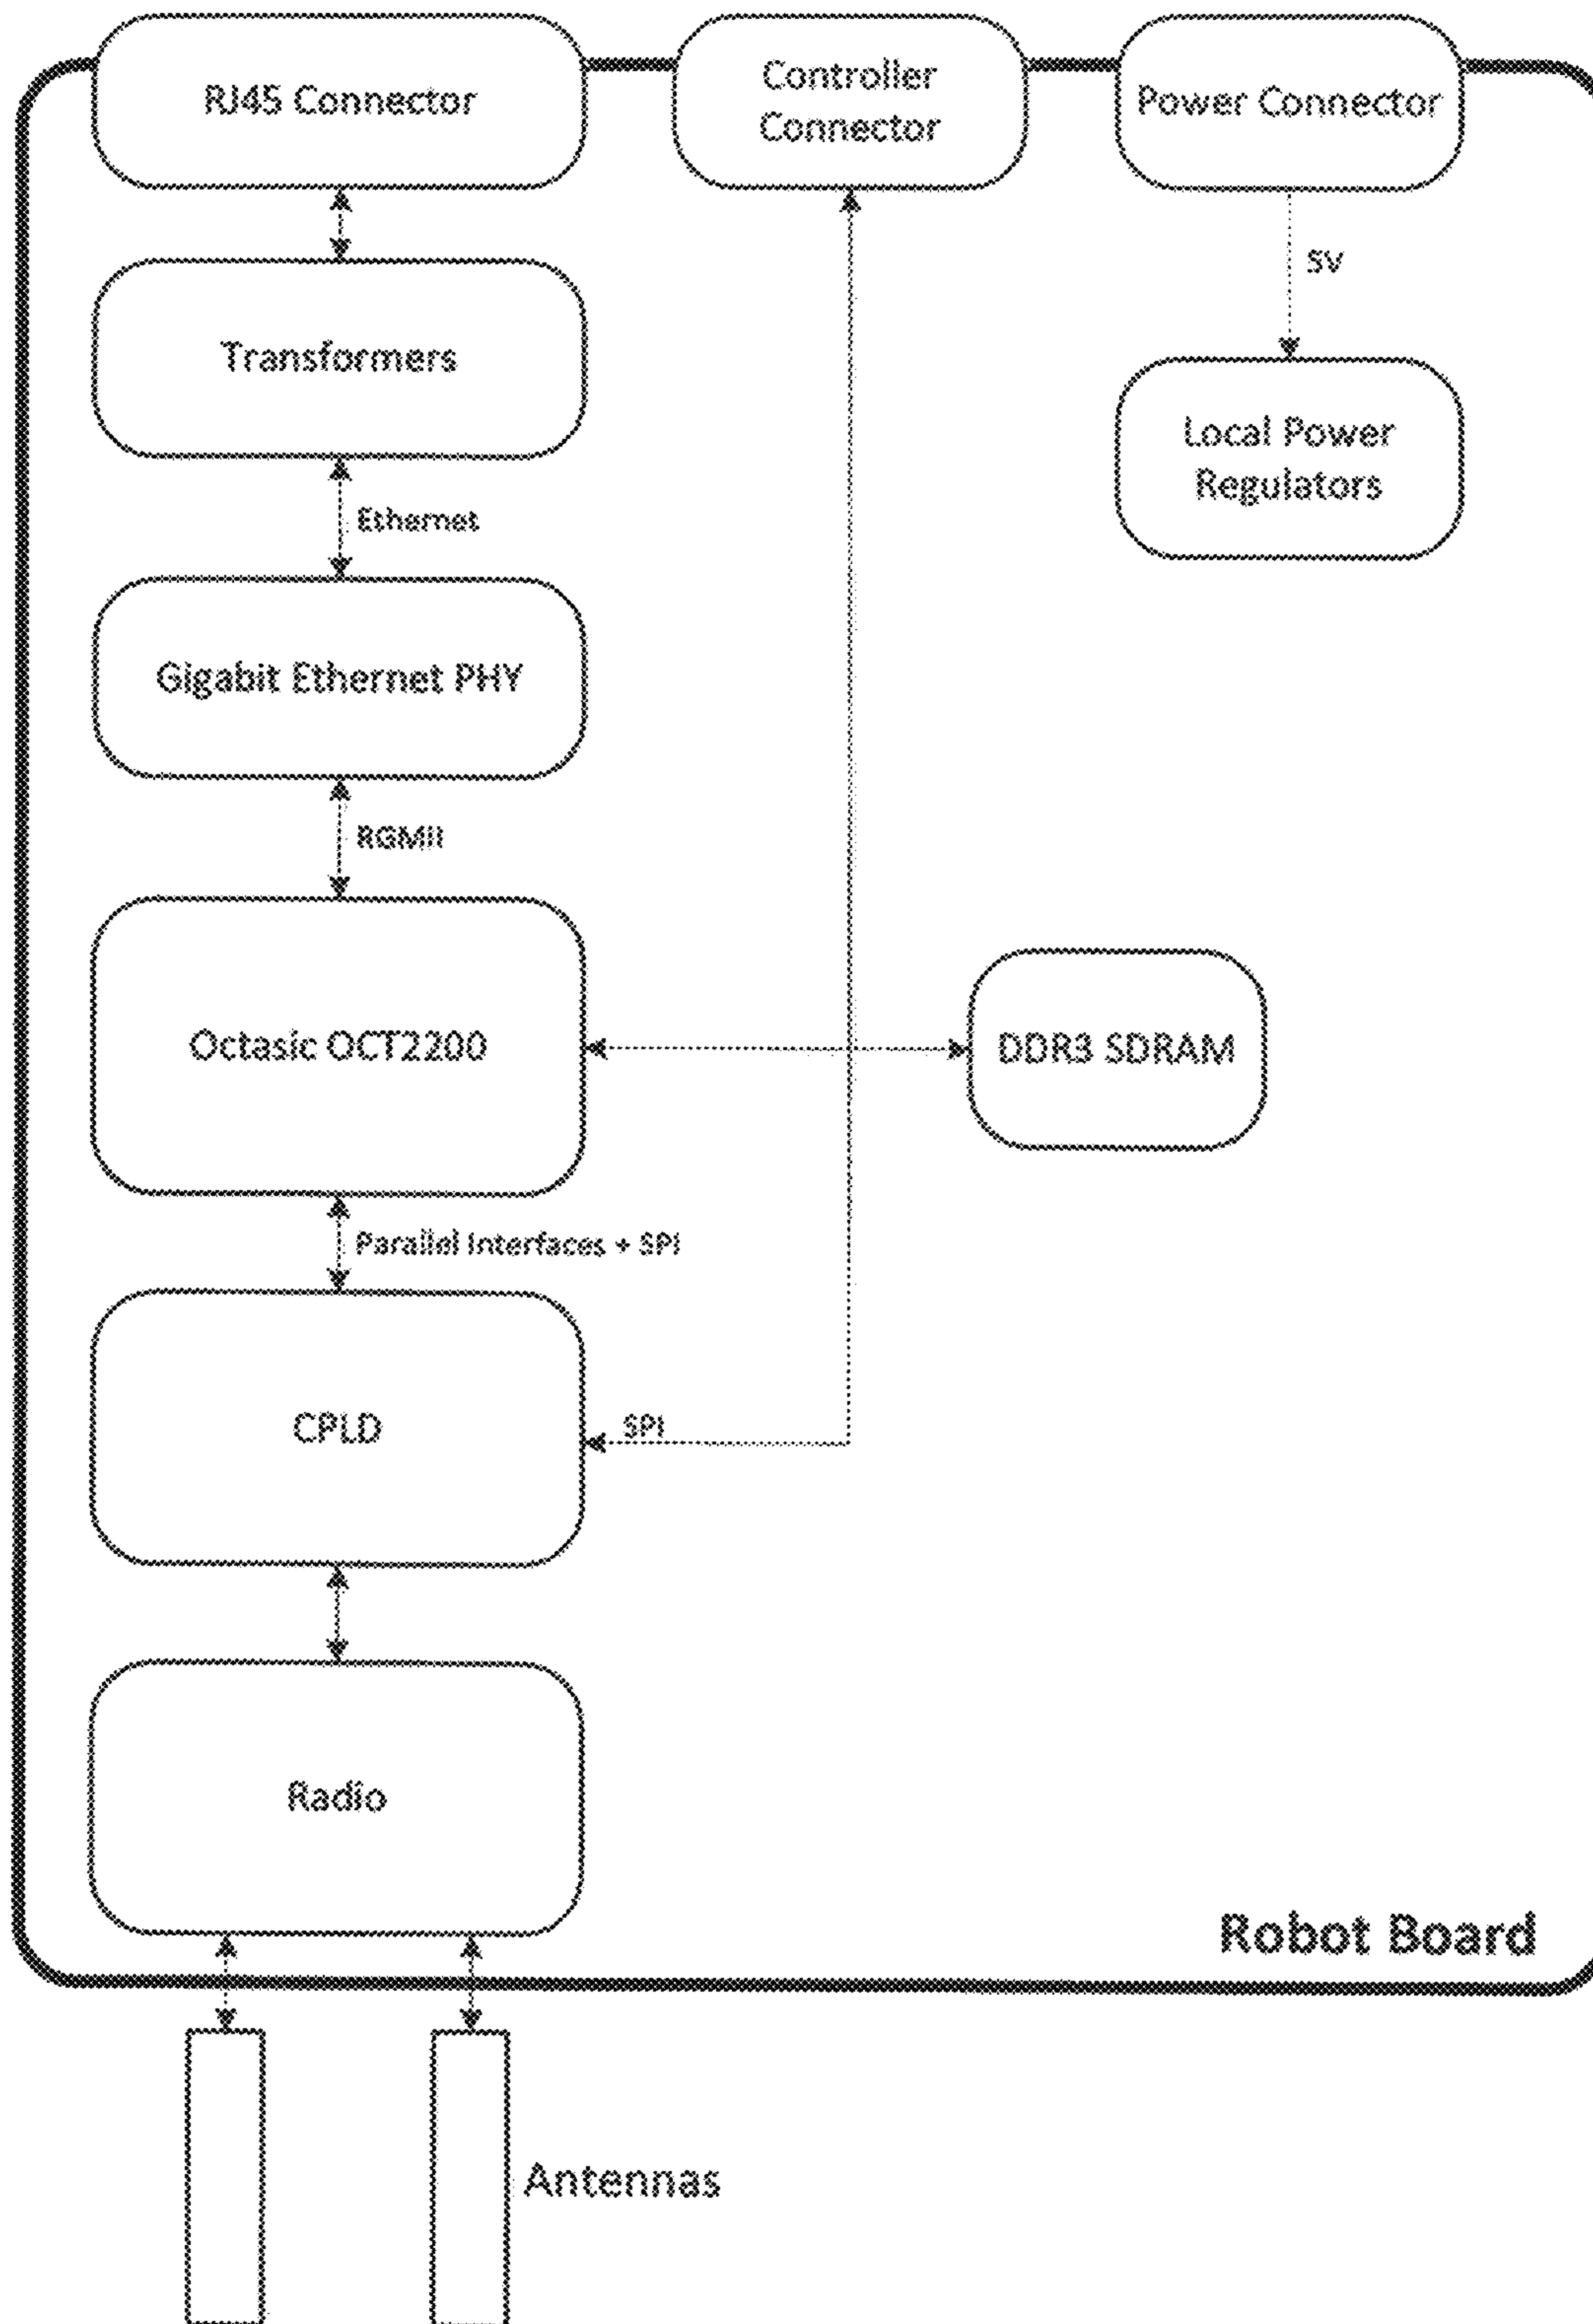 RJ45 Connector
Controller
Connector
Power Connector
5V
Transformers
Local Power
Regulators
Ethernet
Gigabit Ethernet PHY
RGMII
Octasic OCT2200
DDR3 SDRAM
Parallel Interfaces + SPI
CPLD
SPI
Radio
Robot Board
Antennas